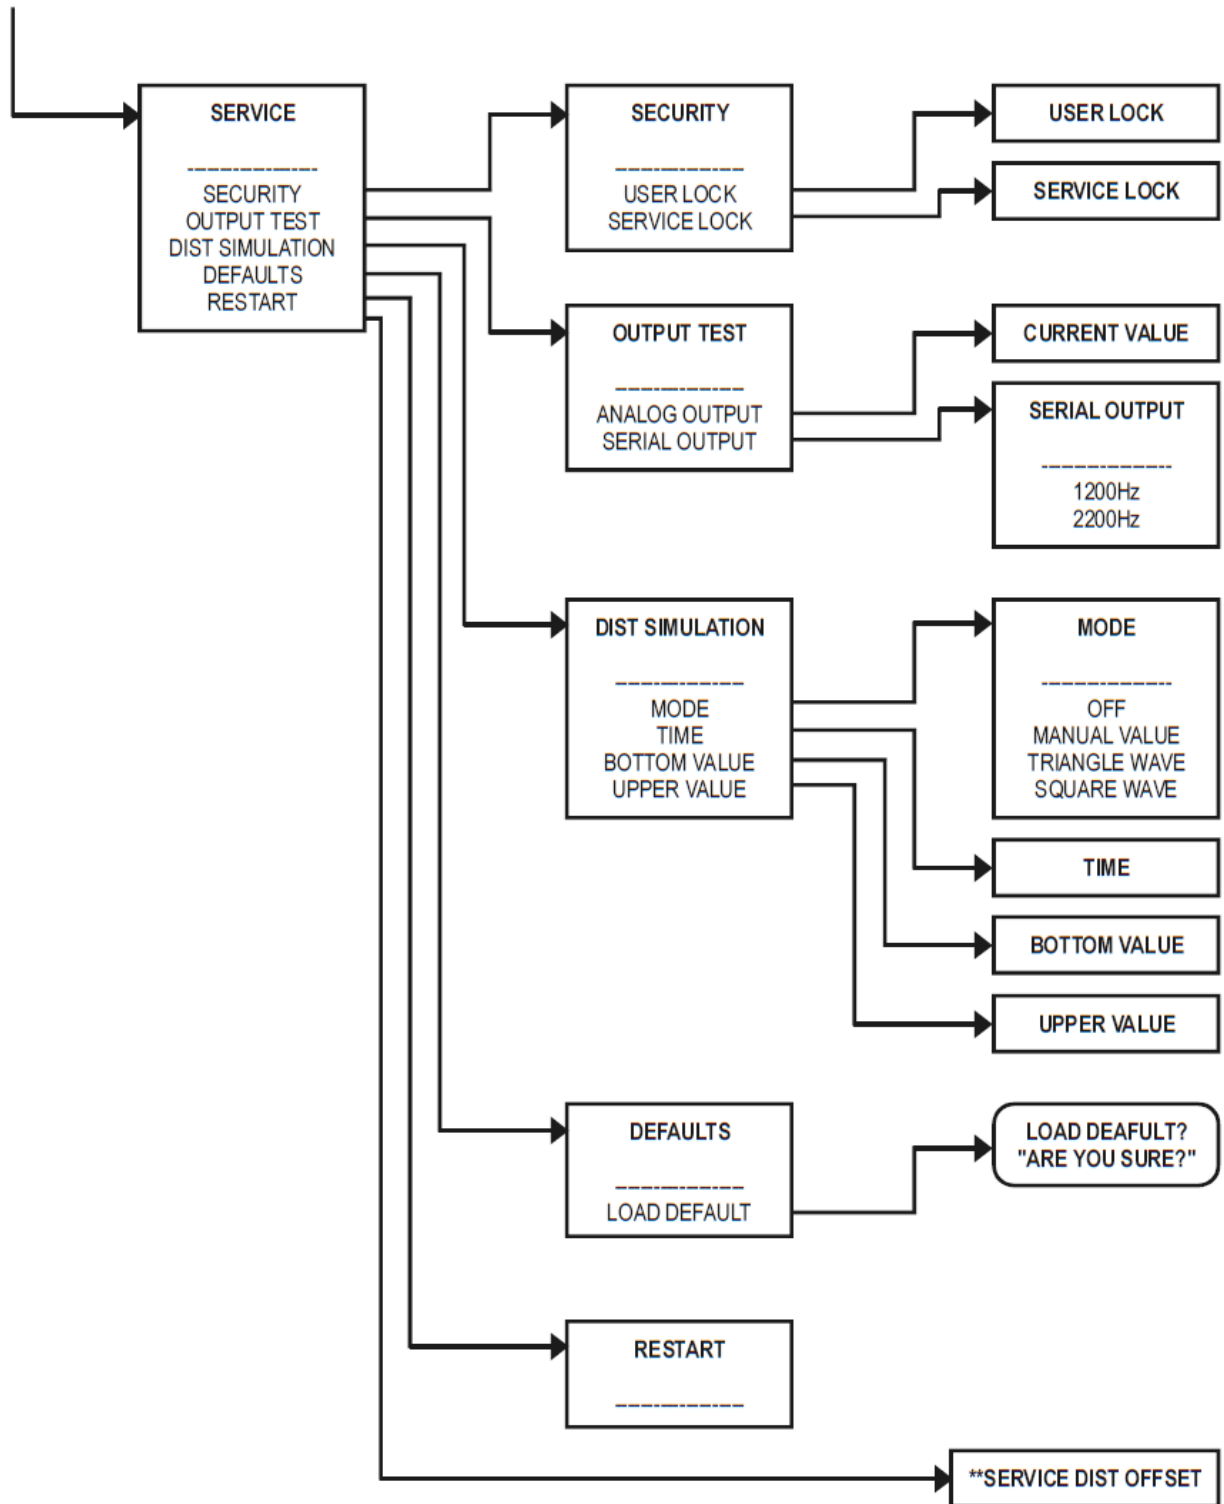 SERVICE
--------------------
SECURITY
OUTPUT TEST
DIST SIMULATION
DEFAULTS
RESTART
SECURITY
--------------------
USER LOCK
SERVICE LOCK
USER LOCK
SERVICE LOCK
OUTPUT TEST
--------------------
ANALOG OUTPUT
SERIAL OUTPUT
CURRENT VALUE
SERIAL OUTPUT
--------------------
1200Hz
2200Hz
DIST SIMULATION
--------------------
MODE
TIME
BOTTOM VALUE
UPPER VALUE
MODE
--------------------
OFF
MANUAL VALUE
TRIANGLE WAVE
SQUARE WAVE
TIME
BOTTOM VALUE
UPPER VALUE
DEFAULTS
--------------------
LOAD DEFAULT
LOAD DEAFULT?
"ARE YOU SURE?"
RESTART
--------------------
**SERVICE DIST OFFSET